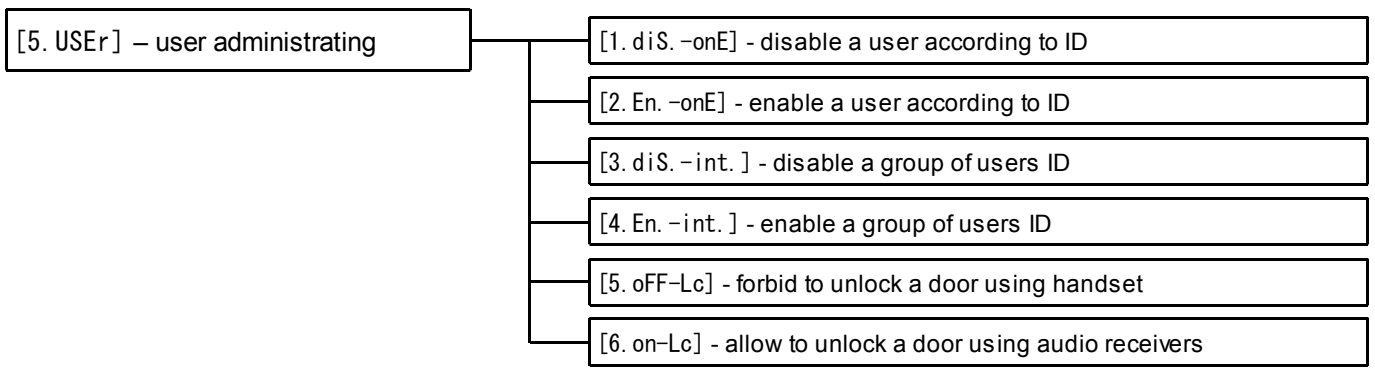 [5.USEr] – user administrating
[1.diS.-onE] - disable a user according to ID
[2.En.-onE] - enable a user according to ID
[3.diS.-int.] - disable a group of users ID
[4.En.-int.] - enable a group of users ID
[5.oFF-Lc] - forbid to unlock a door using handset
[6.on-Lc] - allow to unlock a door using audio receivers